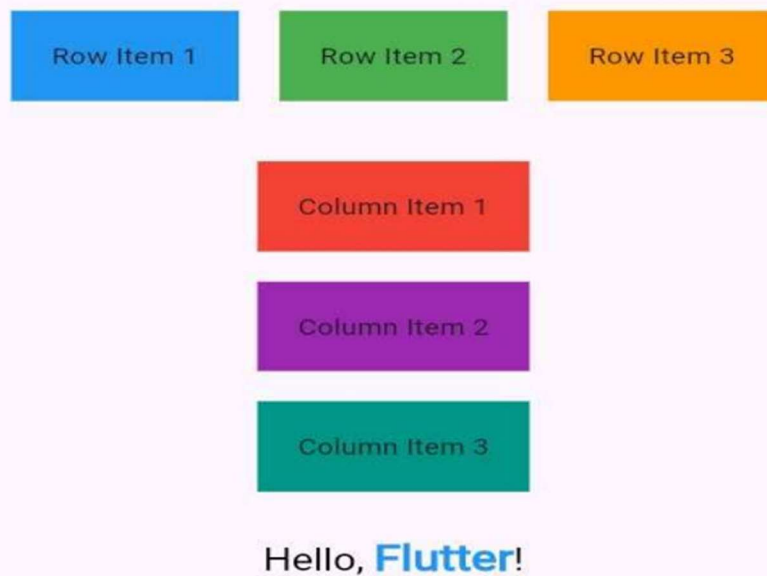 Row Item 1 Row Item 2 Row Item 3
Column Item 1
Column Item 2
Column Item 3
Hello, Flutter!